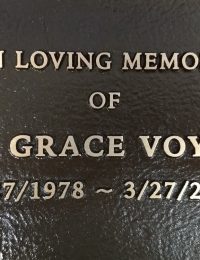 N LOVING MEMO
OF
GRACE VOY
7/1978 ~ 3/27/2